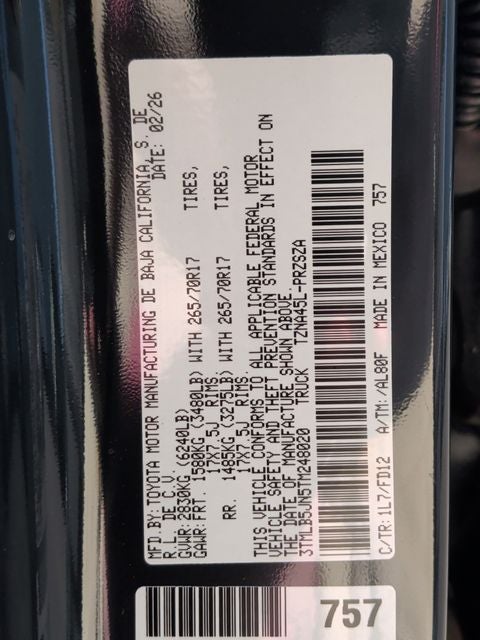 MFD.BY:TOYOTA MOTOR MANUFACTURING DE BAJA CALIFORNIA, S. DE
R.L. DE C.V. DATE: 02/26
GVWR: 2830KG (6240LB)
GAWR: FRT. 1580KG (3480LB) WITH 265/70R17 TIRES,
17X7.5J RIMS
RR. 1485KG (3275LB) WITH 265/70R17 TIRES,
17X7.5J RIMS.
THIS VEHICLE CONFORMS TO ALL APPLICABLE FEDERAL MOTOR
VEHICLE SAFETY AND THEFT PREVENTION STANDARDS IN EFFECT ON
THE DATE OF MANUFACTURE SHOWN ABOVE.
3TMLB5JN5TM248020 TRUCK TZNA45L-PRZSZA
C/TR:1L7/FD12 A/TM:/AL80F MADE IN MEXICO 757
757